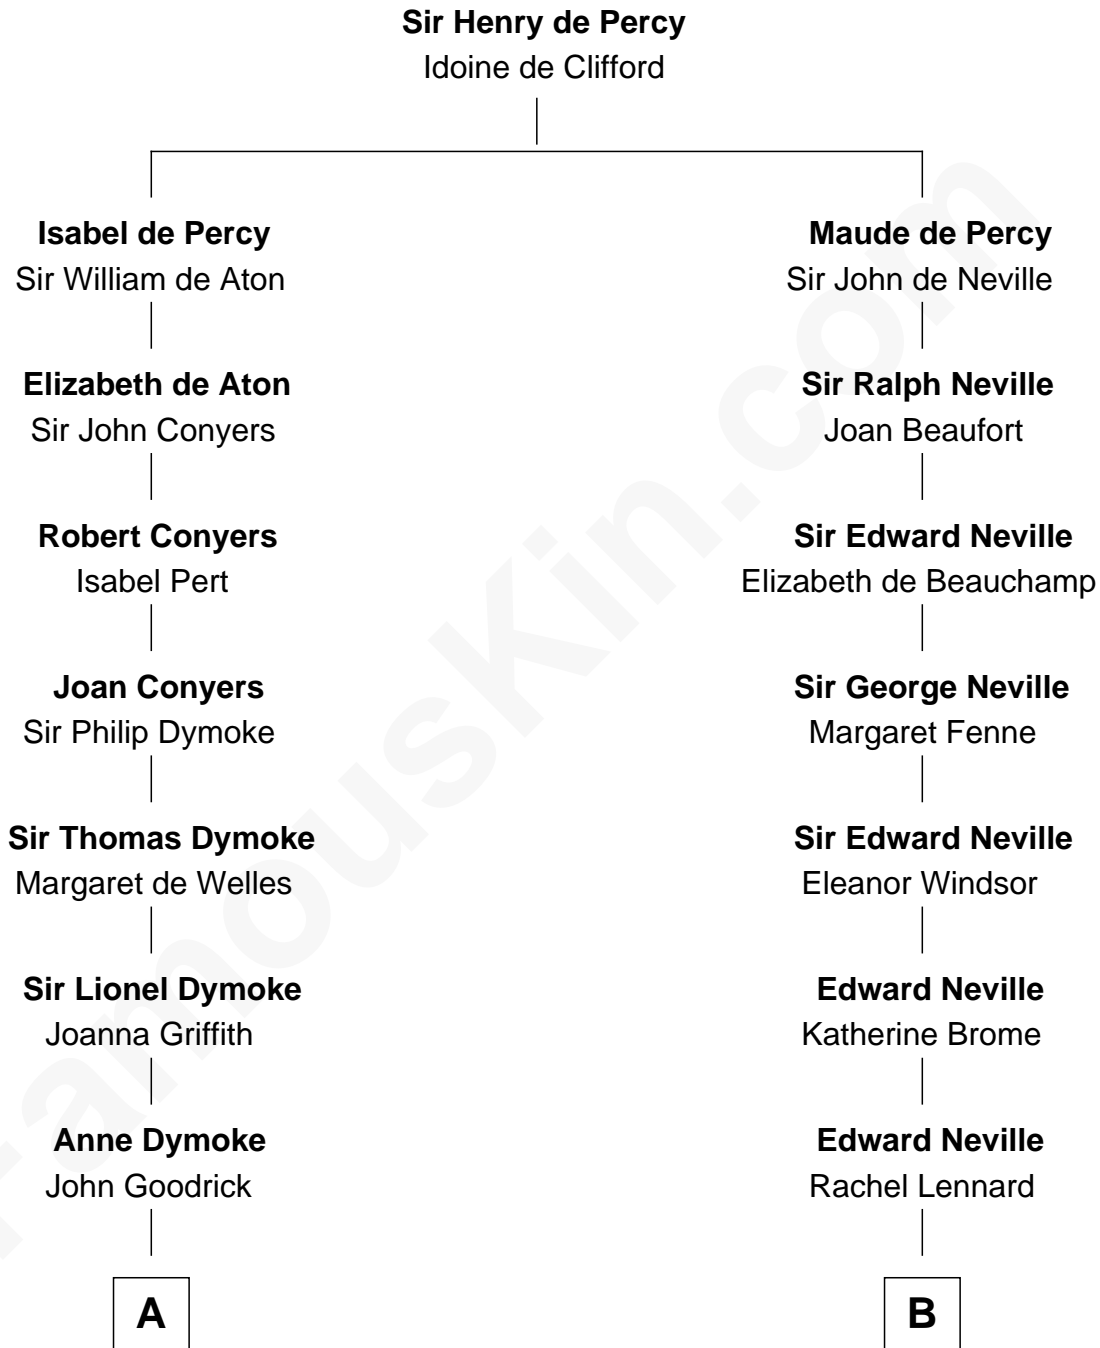 Sir Henry de Percy
Idoine de Clifford
Isabel de Percy
Sir William de Aton
Maude de Percy
Sir John de Neville
Elizabeth de Aton
Sir John Conyers
Sir Ralph Neville
Joan Beaufort
Robert Conyers
Isabel Pert
Sir Edward Neville
Elizabeth de Beauchamp
Joan Conyers
Sir Philip Dymoke
Sir George Neville
Margaret Fenne
Sir Thomas Dymoke
Margaret de Welles
Sir Edward Neville
Eleanor Windsor
Sir Lionel Dymoke
Joanna Griffith
Edward Neville
Katherine Brome
Anne Dymoke
John Goodrick
Edward Neville
Rachel Lennard
A
B
FamousKin.com